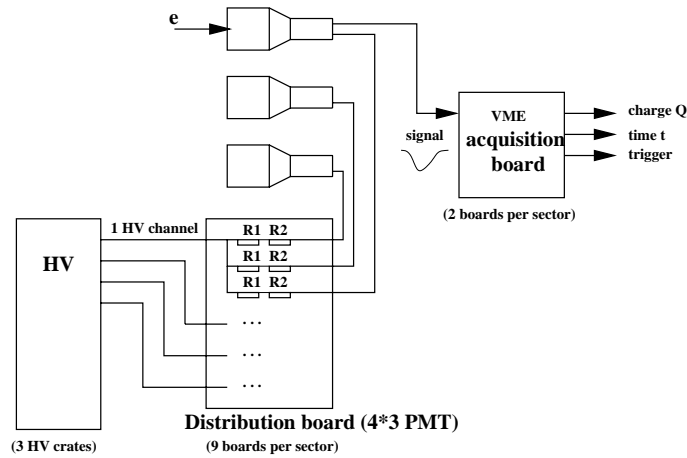 e
signal
VME
acquisition
board
charge Q
time t
trigger
(2 boards per sector)
1 HV channel
HV
R1 R2
R1 R2
R1 R2
...
...
...
Distribution board (4*3 PMT)
(3 HV crates)
(9 boards per sector)